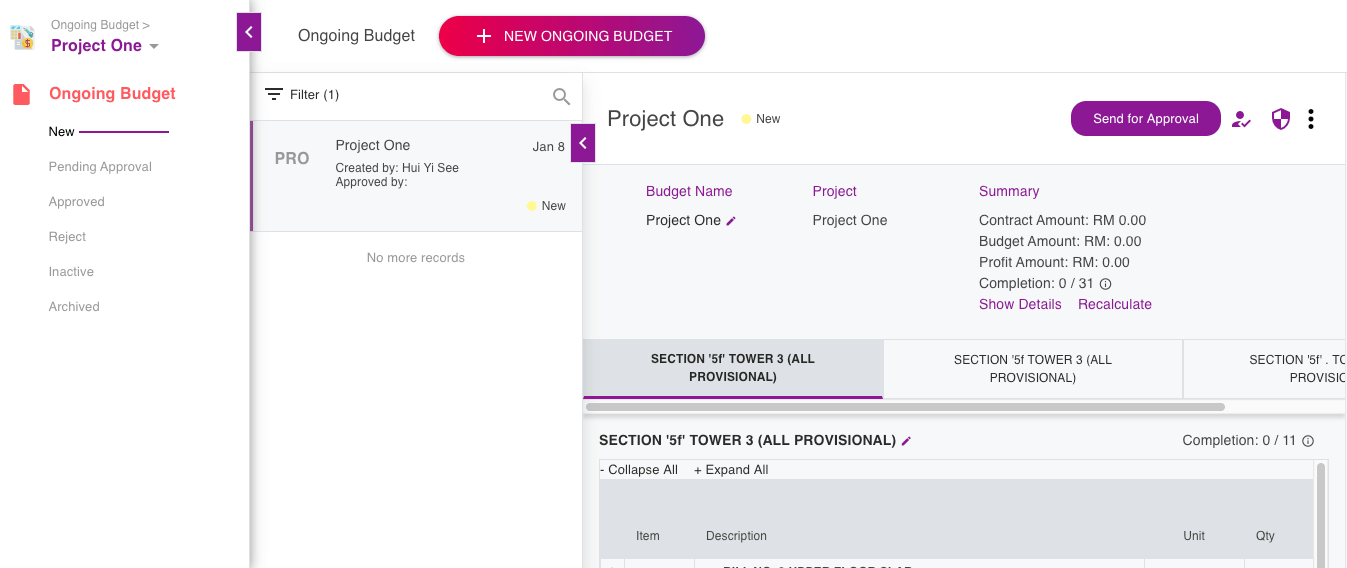 Ongoing Budget >
Project One
Ongoing Budget
New
Pending Approval
Approved
Reject
Inactive
Archived
Ongoing Budget
NEW ONGOING BUDGET
Filter (1)
PRO
Project One
Jan 8
Created by: Hui Yi See
Approved by:
New
No more records
Project One
New
Send for Approval
Budget Name
Project One
Project
Project One
Summary
Contract Amount: RM 0.00
Budget Amount: RM: 0.00
Profit Amount: RM: 0.00
Completion: 0 / 31
Show Details Recalculate
SECTION '5f' TOWER 3 (ALL
PROVISIONAL)
SECTION '5f TOWER 3 (ALL
PROVISIONAL)
SECTION '5f' .
SECTION '5f' TOWER 3 (ALL PROVISIONAL)
Completion: 0 / 11
- Collapse All + Expand All
Item Description Unit Qty